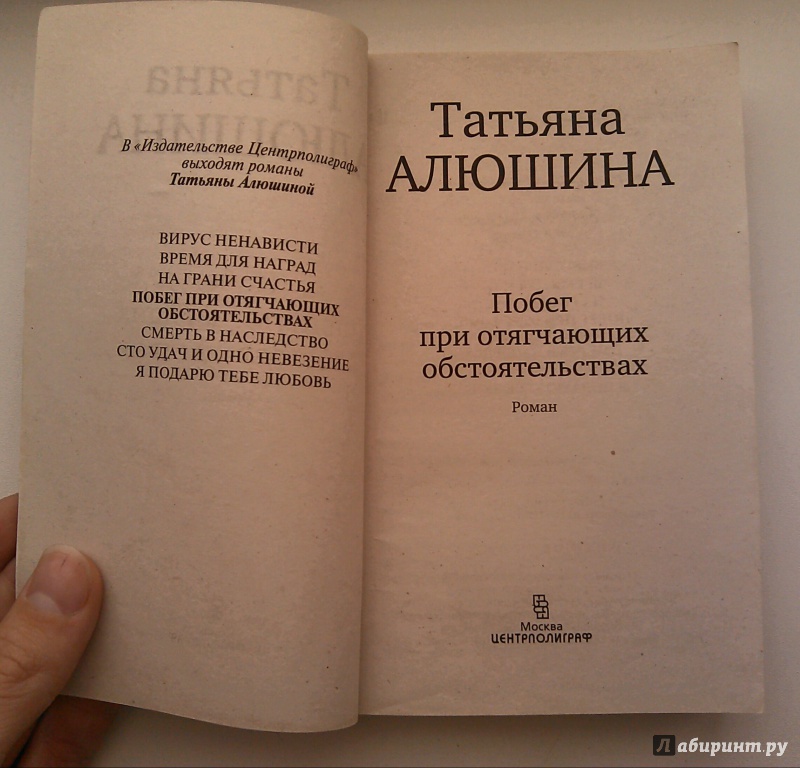 В «Издательстве Центрполиграф»
выходят романы
Татьяны Алюшиной
ВИРУС НЕНАВИСТИ
ВРЕМЯ ДЛЯ НАГРАД
НА ГРАНИ СЧАСТЬЯ
ПОБЕГ ПРИ ОТЯГЧАЮЩИХ
ОБСТОЯТЕЛЬСТВАХ
СМЕРТЬ В НАСЛЕДСТВО
СТО УДАЧ И ОДНО НЕВЕЗЕНИЕ
Я ПОДАРЮ ТЕБЕ ЛЮБОВЬ
Татьяна
АЛЮШИНА
Побег
при отягчающих
обстоятельствах
Роман
Москва
ЦЕНТРПОЛИГРАФ
Лабиринт.ру